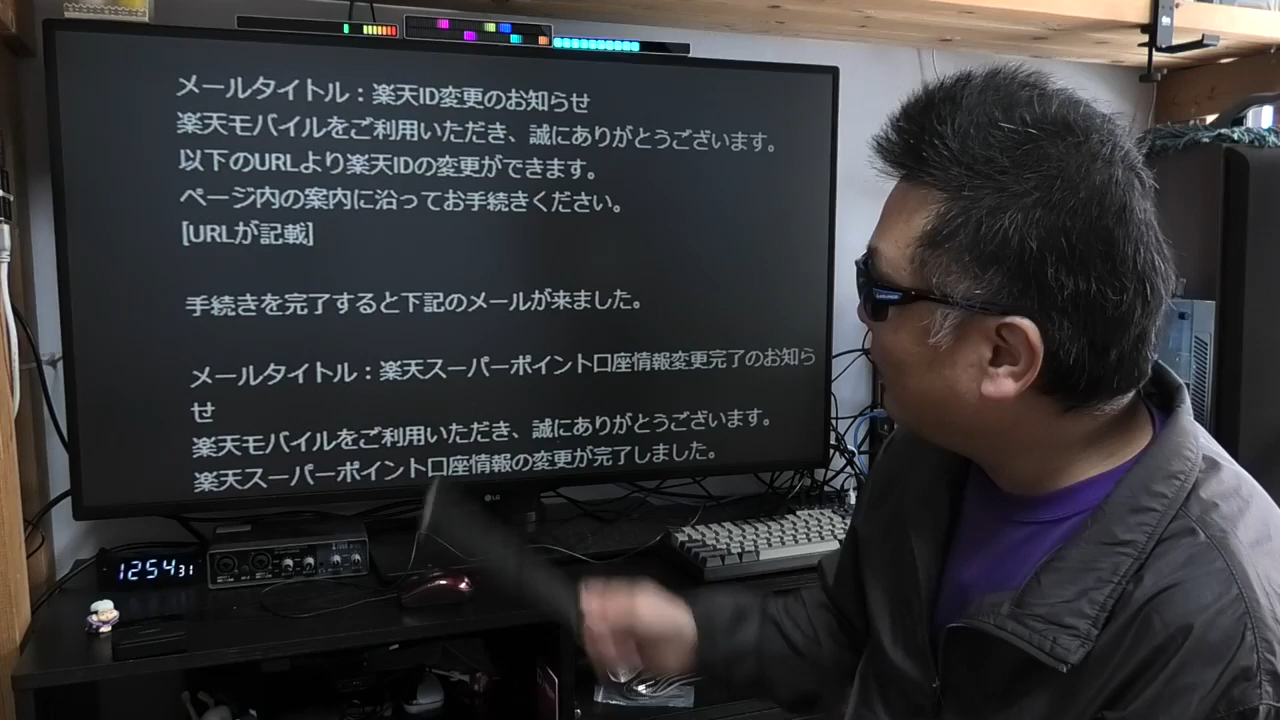 メールタイトル：楽天ID変更のお知らせ
楽天モバイルをご利用いただき、誠にありがとうございます。
以下のURLより楽天IDの変更ができます。
ページ内の案内に沿ってお手続きください。
[URLが記載]
手続きを完了すると下記のメールが来ました。
メールタイトル：楽天スーパーポイント口座情報変更完了のお知ら
せ
楽天モバイルをご利用いただき、誠にありがとうございます。
楽天スーパーポイント口座情報の変更が完了しました。
LG
12:54 31